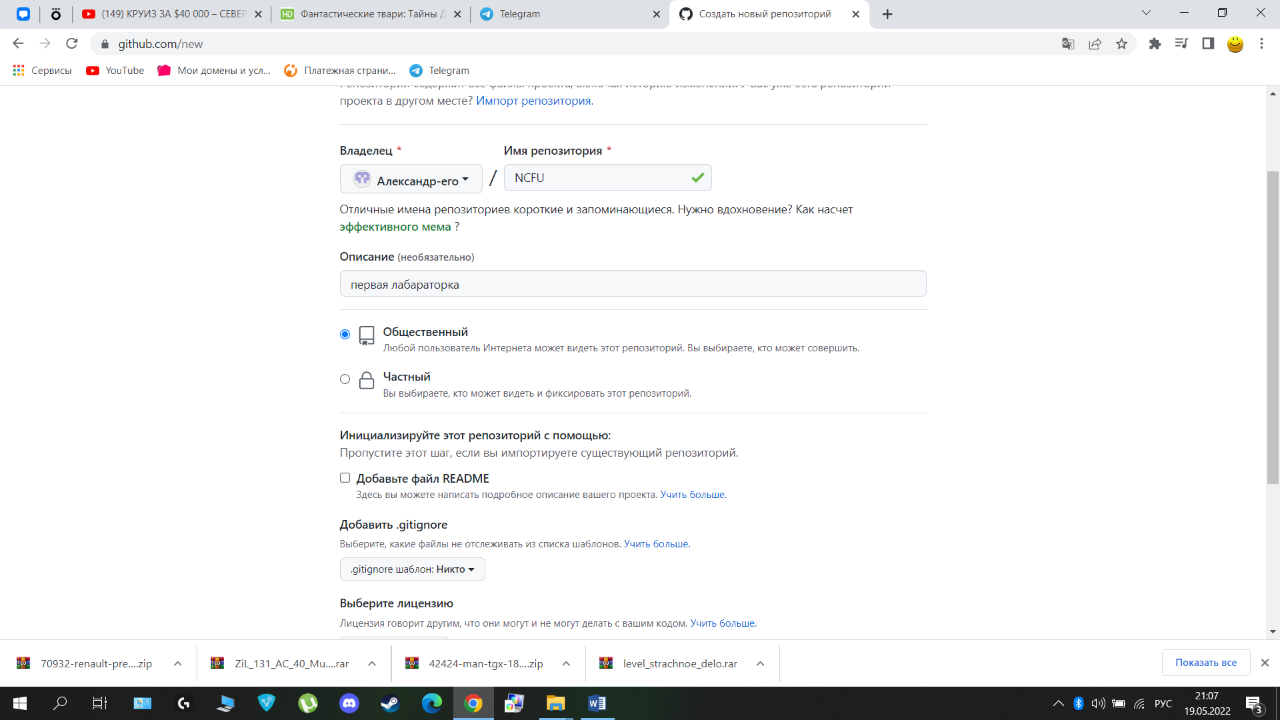 (149) КРУИЗ ЗА $40 000 – СЕВЕР
Фантастические твари: Тайны Д
Telegram
Создать новый репозиторий
github.com/new
Сервисы
YouTube
Мои домены и усл...
Платежная страни...
Telegram
проекта в другом месте? Импорт репозитория.
Владелец *
Имя репозитория *
Александр-его
/
NCFU
Отличные имена репозиториев короткие и запоминающиеся. Нужно вдохновение? Как насчет
эффективного мема ?
Описание (необязательно)
первая лабараторка
Общественный
Любой пользователь Интернета может видеть этот репозиторий. Вы выбираете, кто может совершить.
Частный
Вы выбираете, кто может видеть и фиксировать этот репозиторий.
Инициализируйте этот репозиторий с помощью:
Пропустите этот шаг, если вы импортируете существующий репозиторий.
Добавьте файл README
Здесь вы можете написать подробное описание вашего проекта. Учить больше.
Добавить .gitignore
Выберите, какие файлы не отслеживать из списка шаблонов. Учить больше.
.gitignore шаблон: Никто
Выберите лицензию
Лицензия говорит другим, что они могут и не могут делать с вашим кодом. Учить больше.
70932-renault-pre....zip
ZiL_131_AC_40_Mu....rar
42424-man-tgx-18....zip
level_strachnoe_delo.rar
Показать все
РУС
21:07
19.05.2022
3